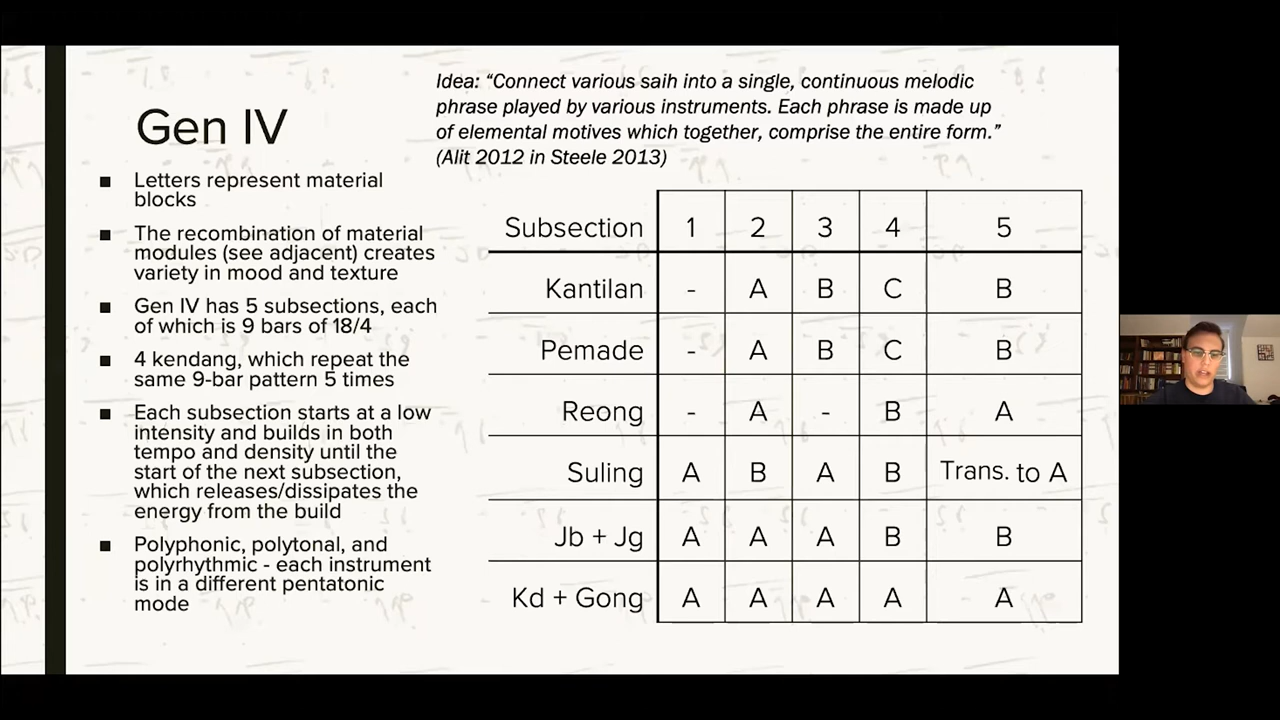 Idea: “Connect various saih into a single, continuous melodic
phrase played by various instruments. Each phrase is made up
of elemental motives which together, comprise the entire form.”
(Alit 2012 in Steele 2013)
Gen IV
■ Letters represent material
blocks
■ The recombination of material
modules (see adjacent) creates
variety in mood and texture
■ Gen IV has 5 subsections, each
of which is 9 bars of 18/4
■ 4 kendang, which repeat the
same 9-bar pattern 5 times
■ Each subsection starts at a low
intensity and builds in both
tempo and density until the
start of the next subsection,
which releases/dissipates the
energy from the build
■ Polyphonic, polytonal, and
polyrhythmic - each instrument
is in a different pentatonic
mode
Subsection 1 2 3 4 5
Kantilan - A B C B
Pemade - A B C B
Reong - A - B A
Suling A B A B Trans. to A
Jb + Jg A A A B B
Kd + Gong A A A A A